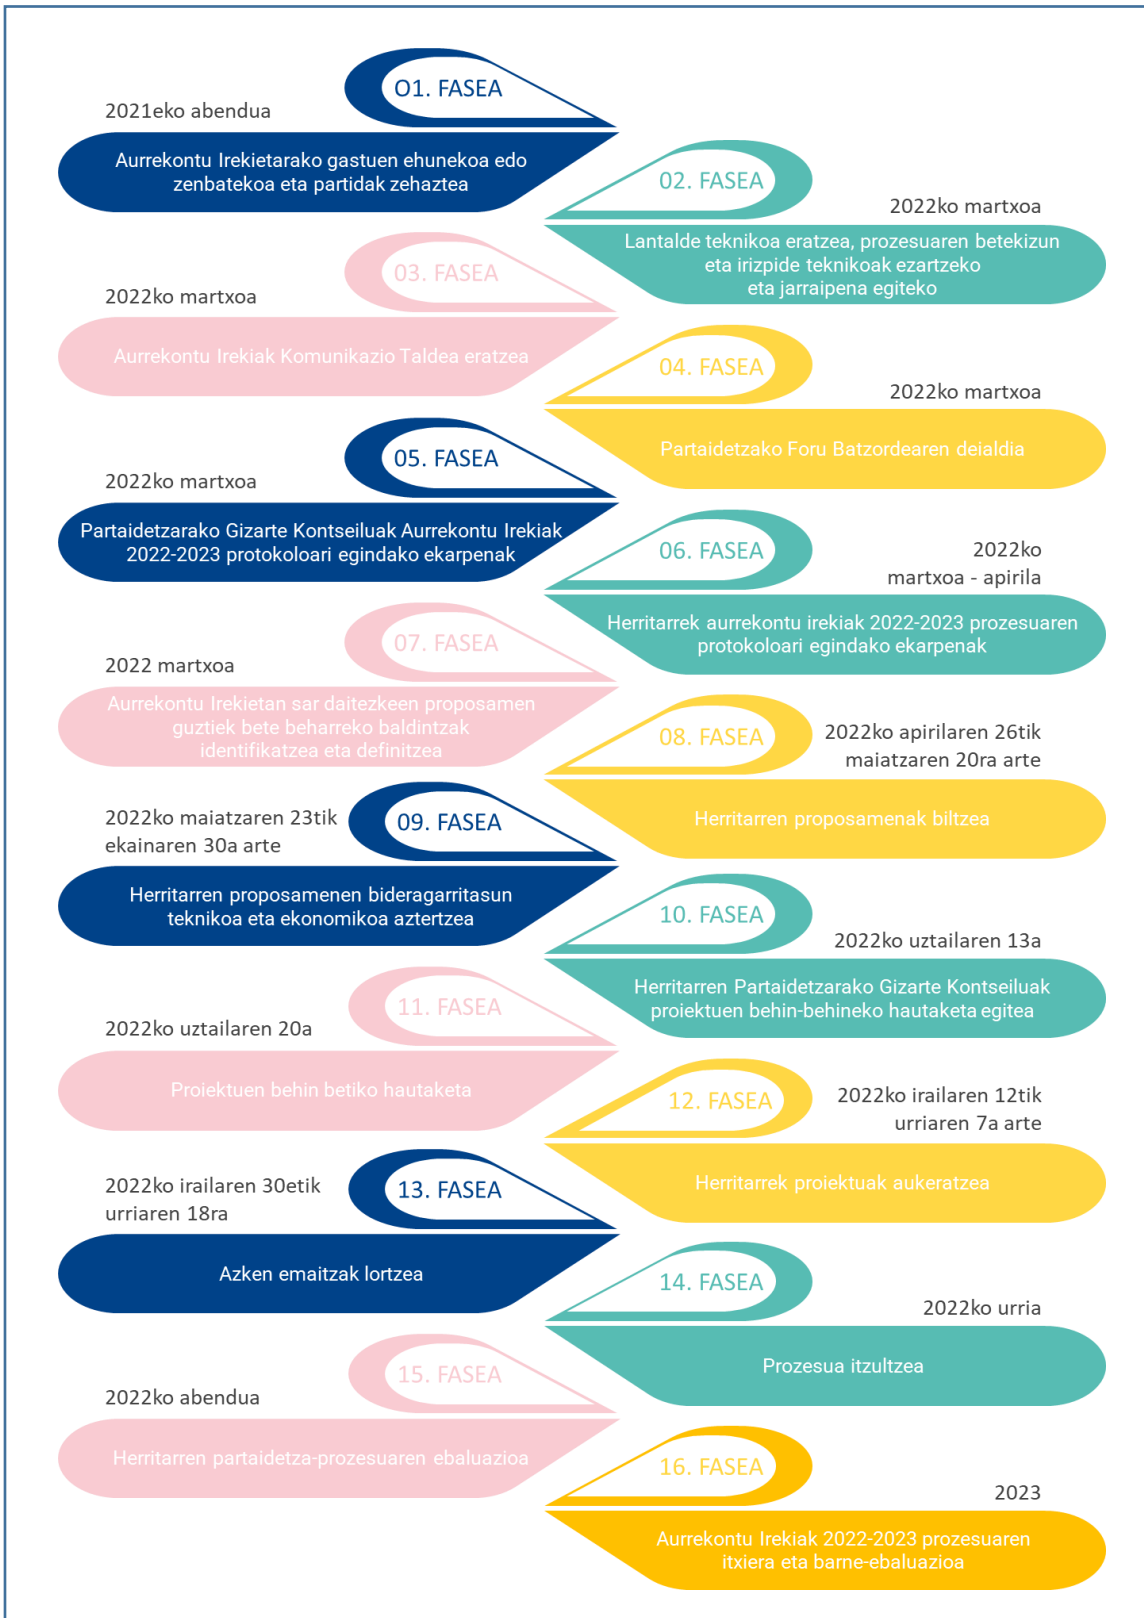 O1. FASEA
2021eko abendua
Aurrekontu Irekietarako gastuen ehunekoa edo
zenbatekoa eta partidak zehaztea
02. FASEA
2022ko martxoa
Lantalde teknikoa eratzea, prozesuaren betekizun
eta irizpide teknikoak ezartzeko
eta jarraipena egiteko
03. FASEA
2022ko martxoa
Aurrekontu Irekiak Komunikazio Taldea eratzea
04. FASEA
2022ko martxoa
Partaidetzako Foru Batzordearen deialdia
05. FASEA
2022ko martxoa
Partaidetzarako Gizarte Kontseiluak Aurrekontu Irekiak
2022-2023 protokoloari egindako ekarpenak
06. FASEA
2022ko
martxoa - apirila
Herritarrek aurrekontu irekiak 2022-2023 prozesuaren
protokoloari egindako ekarpenak
07. FASEA
2022 martxoa
Aurrekontu Irekietan sar daitezkeen proposamen
guztiek bete beharreko baldintzak
identifikatzea eta definitzea
08. FASEA
2022ko apirilaren 26tik
maiatzaren 20ra arte
Herritarren proposamenak biltzea
09. FASEA
2022ko maiatzaren 23tik
ekainaren 30a arte
Herritarren proposamenen bideragarritasun
teknikoa eta ekonomikoa aztertzea
10. FASEA
2022ko uztailaren 13a
Herritarren Partaidetzarako Gizarte Kontseiluak
proiektuen behin-behineko hautaketa egitea
11. FASEA
2022ko uztailaren 20a
Proiektuen behin betiko hautaketa
12. FASEA
2022ko irailaren 12tik
urriaren 7a arte
Herritarrek proiektuak aukeratzea
13. FASEA
2022ko irailaren 30etik
urriaren 18ra
Azken emaitzak lortzea
14. FASEA
2022ko urria
Prozesua itzultzea
15. FASEA
2022ko abendua
Herritarren partaidetza-prozesuaren ebaluazioa
16. FASEA
2023
Aurrekontu Irekiak 2022-2023 prozesuaren
itxiera eta barne-ebaluazioa